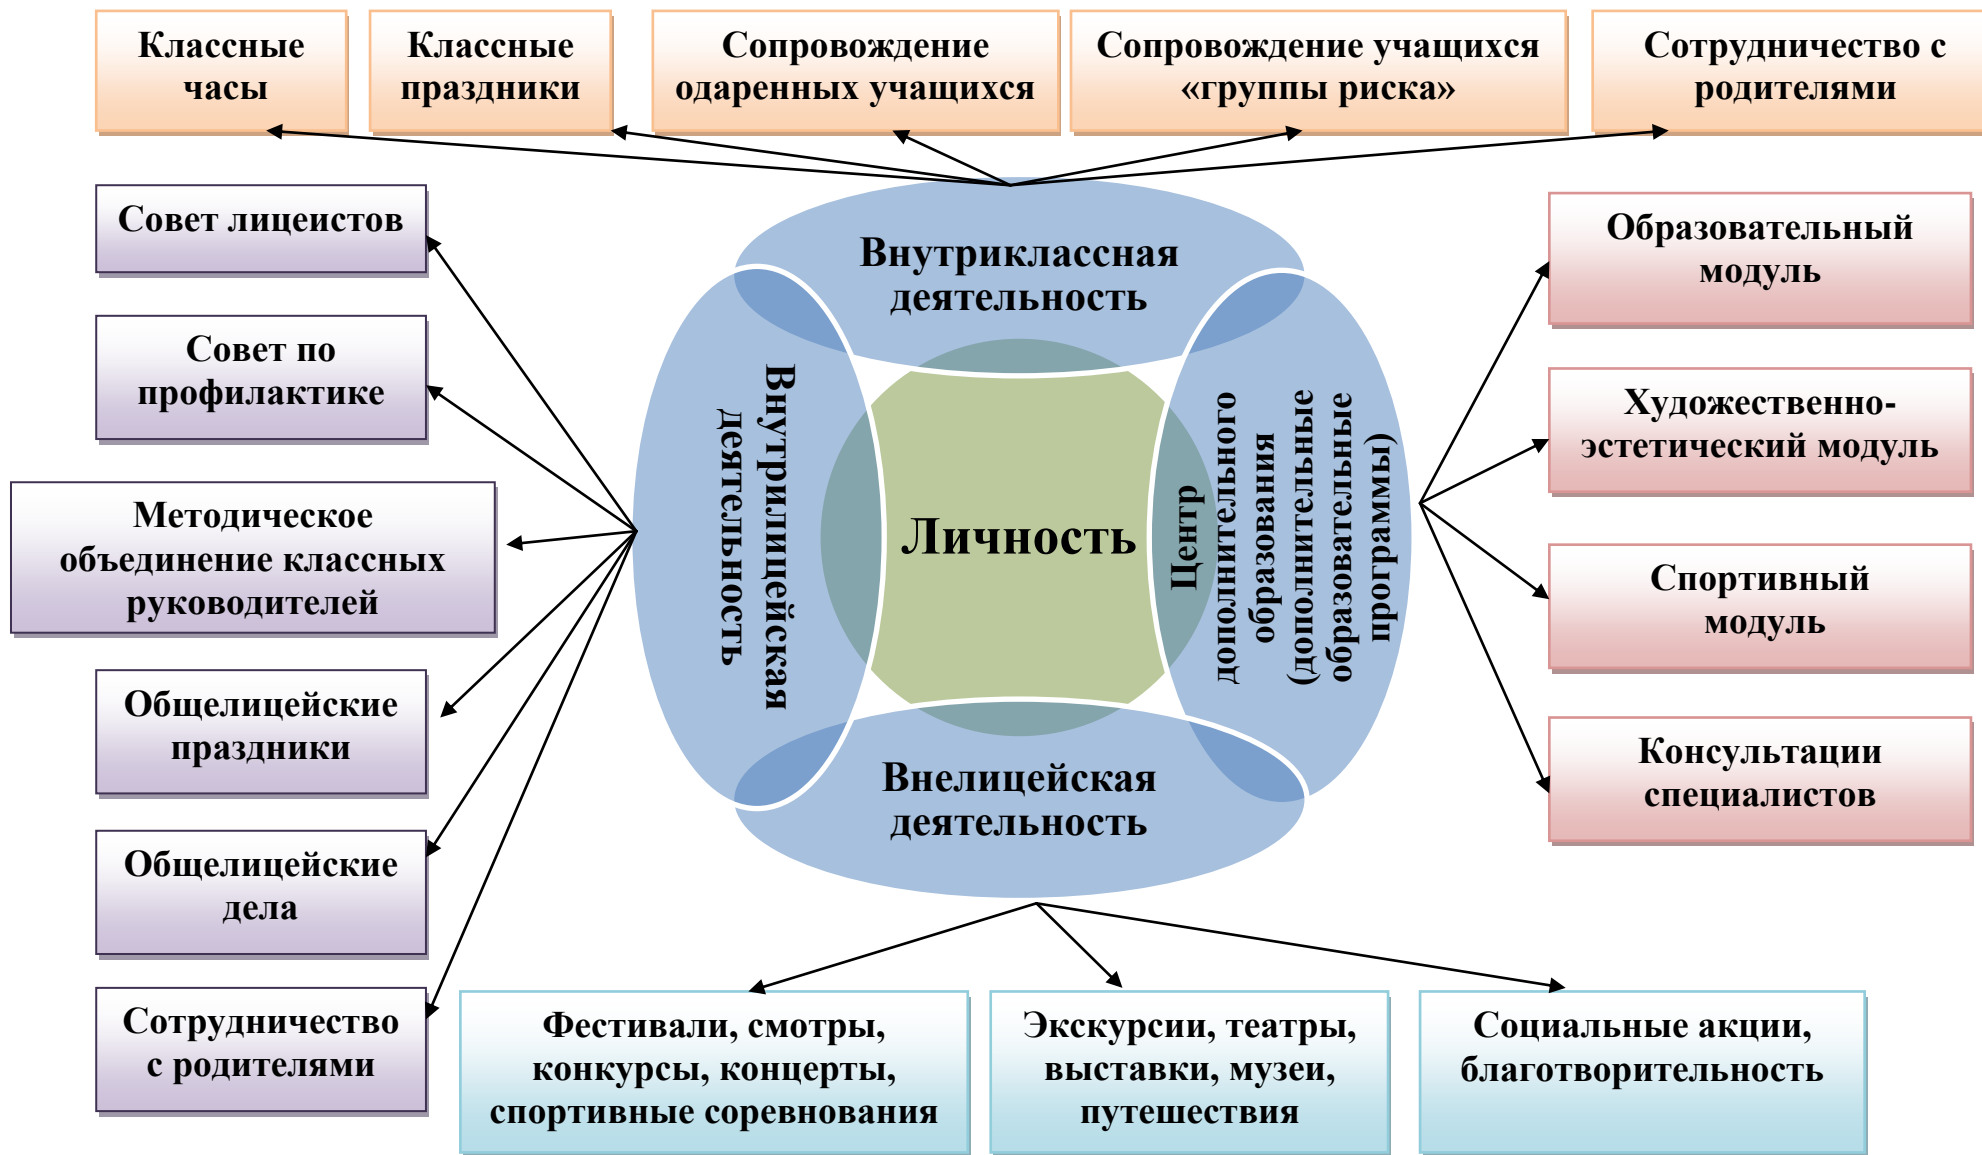 Классные
часы
Классные
праздники
Сопровождение
одаренных учащихся
Сопровождение учащихся
«группы риска»
Сотрудничество с
родителями
Совет лицеистов
Совет по
профилактике
Методическое
объединение классных
руководителей
Общелицейские
праздники
Общелицейские
дела
Сотрудничество
с родителями
Внутриклассная
деятельность
Внутрилицейская
деятельность
Личность
Центр
дополнительного
образования
(дополнительные
образовательные
программы)
Внелицейская
деятельность
Образовательный
модуль
Художественно-
эстетический модуль
Спортивный
модуль
Консультации
специалистов
Фестивали, смотры,
конкурсы, концерты,
спортивные соревнования
Экскурсии, театры,
выставки, музеи,
путешествия
Социальные акции,
благотворительность